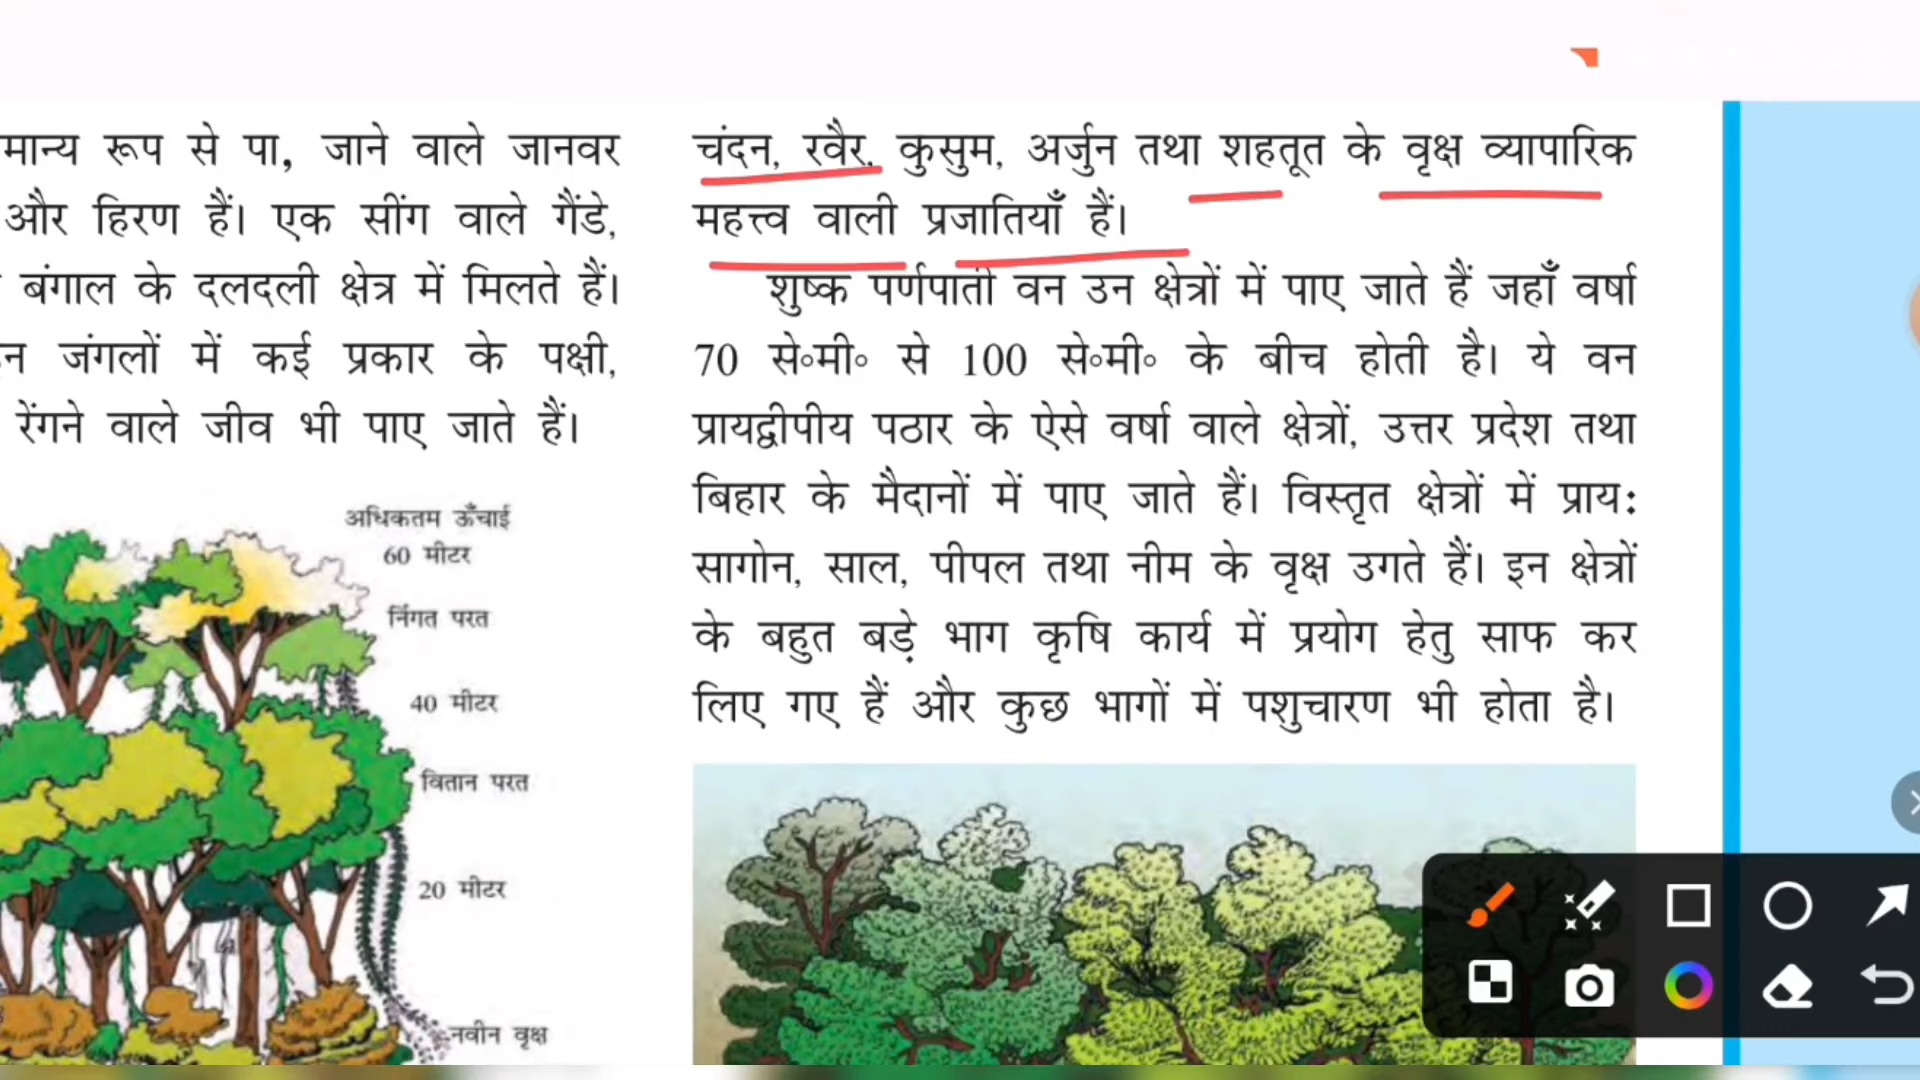 मान्य रूप से पा, जाने वाले जानवर
और हिरण हैं। एक सींग वाले गैंडे,
बंगाल के दलदली क्षेत्र में मिलते हैं।
जंगलों में कई प्रकार के पक्षी,
रेंगने वाले जीव भी पाए जाते हैं।
अधिकतम ऊँचाई
60 मीटर
निंगत परत
40 मीटर
वितान परत
20 मीटर
नवीन वृक्ष
चंदन, रवैर, कुसुम, अर्जुन तथा शहतूत के वृक्ष व्यापारिक
महत्त्व वाली प्रजातियाँ हैं।
शुष्क पर्णपाती वन उन क्षेत्रों में पाए जाते हैं जहाँ वर्षा
70 से॰मी॰ से 100 से॰मी॰ के बीच होती है। ये वन
प्रायद्वीपीय पठार के ऐसे वर्षा वाले क्षेत्रों, उत्तर प्रदेश तथा
बिहार के मैदानों में पाए जाते हैं। विस्तृत क्षेत्रों में प्राय:
सागोन, साल, पीपल तथा नीम के वृक्ष उगते हैं। इन क्षेत्रों
के बहुत बड़े भाग कृषि कार्य में प्रयोग हेतु साफ कर
लिए गए हैं और कुछ भागों में पशुचारण भी होता है।